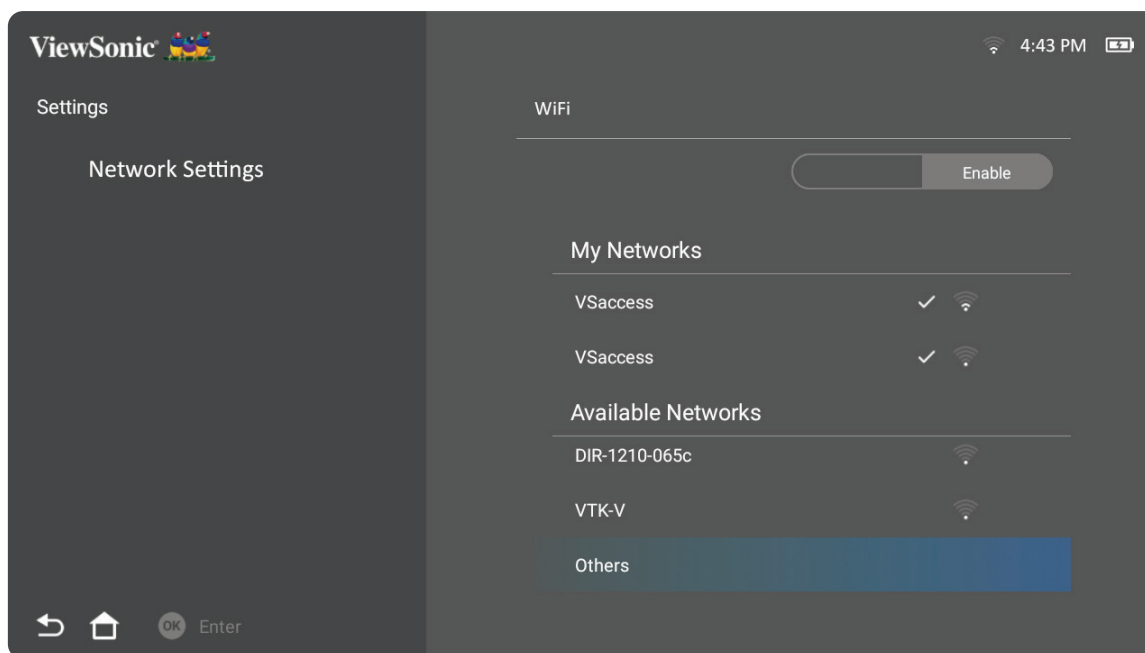 ViewSonic
4:43 PM
Settings
Network Settings
WiFi
Enable
My Networks
VSaccess
VSaccess
Available Networks
DIR-1210-065c
VTK-V
Others
OK Enter